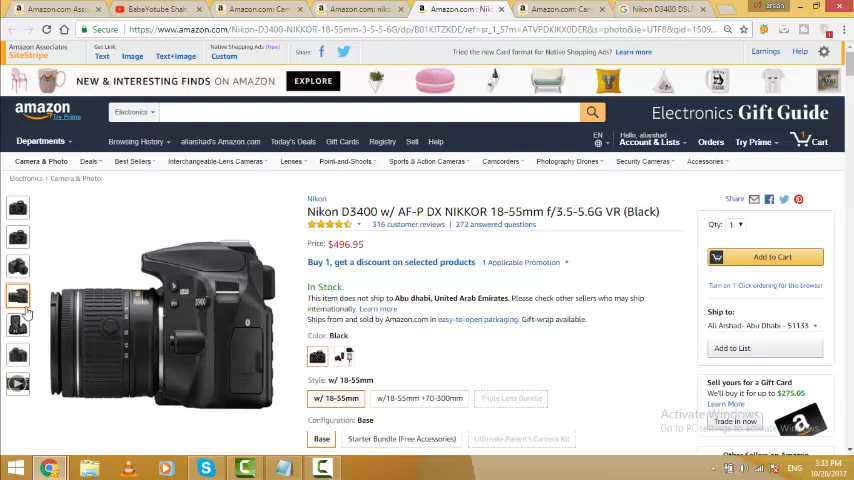 Amazon.com Asso
BabaYotube Shah
Amazon.com: Cam
Amazon.com: niko
Amazon.com : Nik
Amazon.com : Ca
Nikon D3400 DSL
arslan
Secure https://www.amazon.com/Nikon-D3400-NIKKOR-18-55mm-3-5-5-6G/dp/B01KITZKDE/ref=sr_1_5?m=ATVPDKIKX0DER&s=photo&ie=UTF8&qid=1509
Amazon Associates Get Link: Native Shopping Ads (New!) Share:
SiteStripe Text Image Text+Image Custom Tried the new Card format for Native Shopping Ads? Learn more Earnings Help
NEW & INTERESTING FINDS ON AMAZON EXPLORE
amazon Try Prime
Electronics
Electronics Gift Guide
Departments Browsing History aliarshad's Amazon.com Today's Deals Gift Cards Registry Sell Help EN Hello, aliarshad Account & Lists Orders Try Prime 0 Cart
Camera & Photo Deals Best Sellers Interchangeable-Lens Cameras Lenses Point-and-Shoots Sports & Action Cameras Camcorders Photography Drones Security Cameras Accessories
Electronics › Camera & Photo
Nikon
Nikon D3400 w/ AF-P DX NIKKOR 18-55mm f/3.5-5.6G VR (Black)
316 customer reviews | 272 answered questions
Price: $496.95
Buy 1, get a discount on selected products 1 Applicable Promotion
In Stock.
This item does not ship to Abu dhabi, United Arab Emirates. Please check other sellers who may ship
internationally. Learn more
Ships from and sold by Amazon.com in easy-to-open packaging. Gift-wrap available.
Color: Black
Style: w/ 18-55mm
w/ 18-55mm w/18-55mm +70-300mm Triple Lens Bundle
Configuration: Base
Base Starter Bundle (Free Accessories) Ultimate Parent's Camera Kit
Share
Qty: 1
Add to Cart
Turn on 1-Click ordering for this browser
Ship to:
Ali Arshad- Abu Dhabi - 51133
Add to List
Sell yours for a Gift Card
We'll buy it for up to $275.05
Learn More
Trade in now
Activate Windows
Go to PC settings to activate Windows.
ENG 3:33 PM
10/26/2017